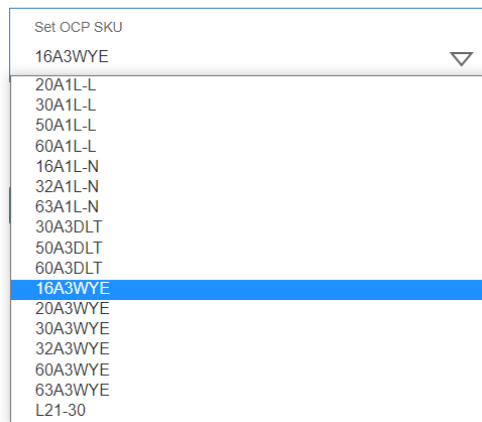 Set OCP SKU
16A3WYE
20A1L-L
30A1L-L
50A1L-L
60A1L-L
16A1L-N
32A1L-N
63A1L-N
30A3DLT
50A3DLT
60A3DLT
16A3WYE
20A3WYE
30A3WYE
32A3WYE
60A3WYE
63A3WYE
L21-30